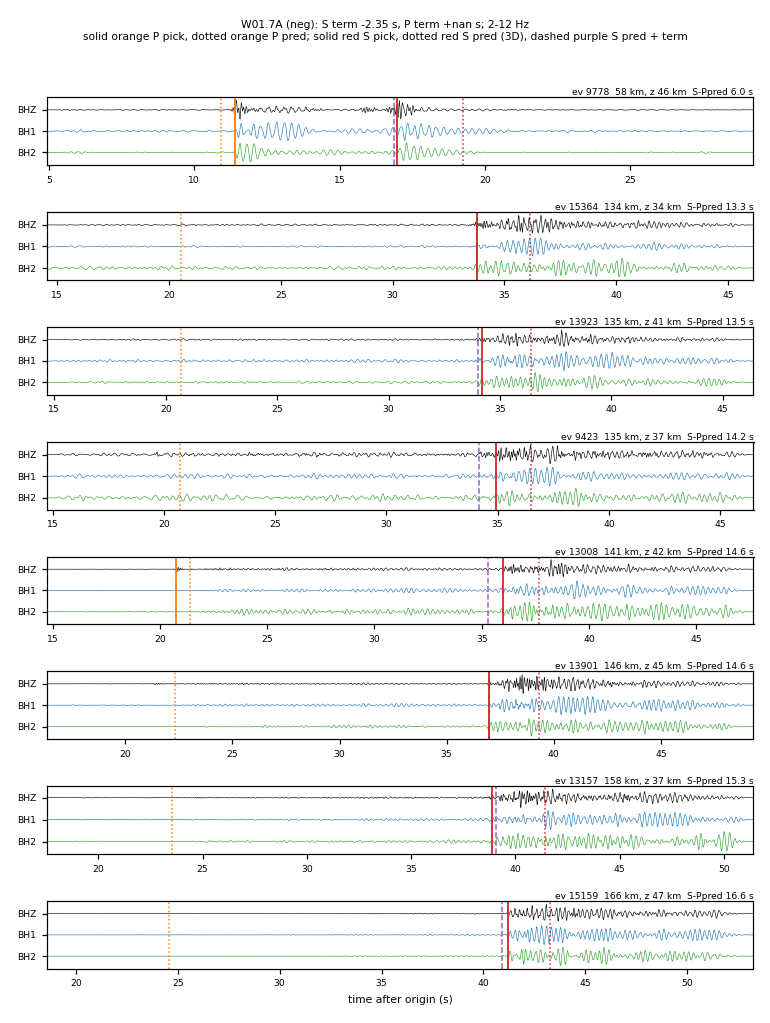 W01.7A (neg): S term -2.35 s, P term +nan s; 2-12 Hz
solid orange P pick, dotted orange P pred; solid red S pick, dotted red S pred (3D), dashed purple S pred + term
ev 9778 58 km, z 46 km S-Ppred 6.0 s
BHZ
BH1
BH2
5 10 15 20 25
ev 15364 134 km, z 34 km S-Ppred 13.3 s
BHZ
BH1
BH2
15 20 25 30 35 40 45
ev 13923 135 km, z 41 km S-Ppred 13.5 s
BHZ
BH1
BH2
15 20 25 30 35 40 45
ev 9423 135 km, z 37 km S-Ppred 14.2 s
BHZ
BH1
BH2
15 20 25 30 35 40 45
ev 13008 141 km, z 42 km S-Ppred 14.6 s
BHZ
BH1
BH2
15 20 25 30 35 40 45
ev 13901 146 km, z 45 km S-Ppred 14.6 s
BHZ
BH1
BH2
20 25 30 35 40 45
ev 13157 158 km, z 37 km S-Ppred 15.3 s
BHZ
BH1
BH2
20 25 30 35 40 45 50
ev 15159 166 km, z 47 km S-Ppred 16.6 s
BHZ
BH1
BH2
20 25 30 35 40 45 50
time after origin (s)